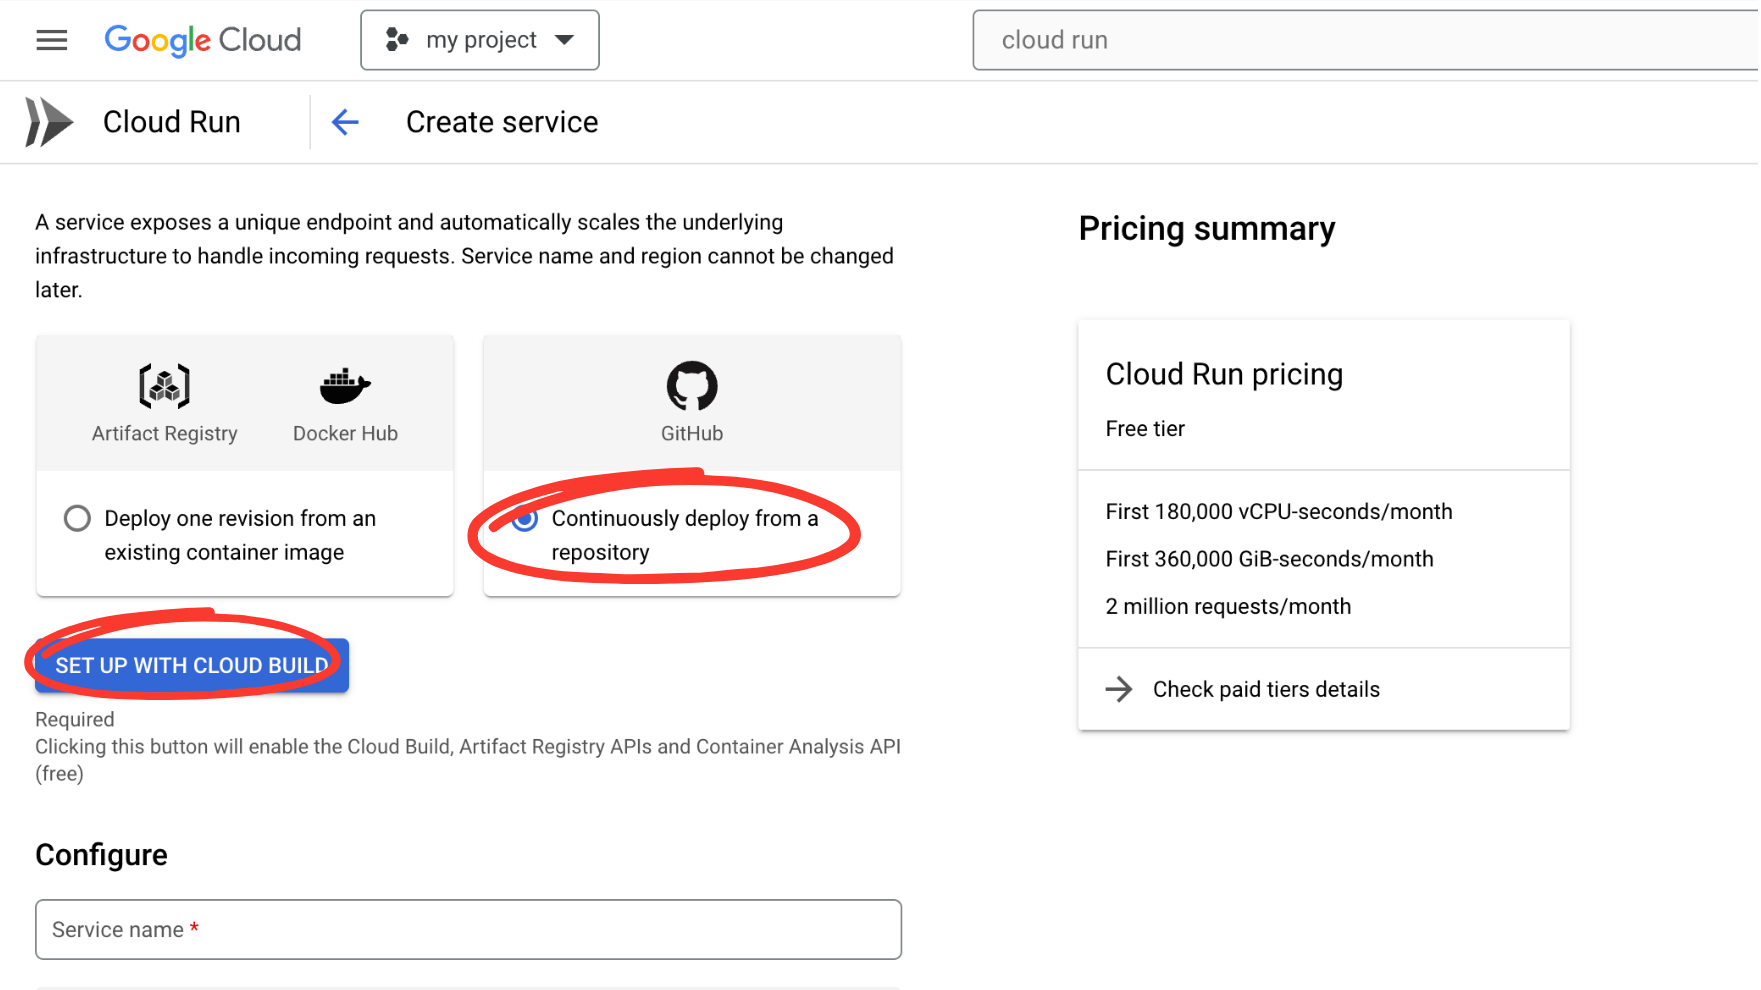 Google Cloud
my project
cloud run
Cloud Run
Create service
A service exposes a unique endpoint and automatically scales the underlying
infrastructure to handle incoming requests. Service name and region cannot be changed
later.
Artifact Registry
Docker Hub
GitHub
Deploy one revision from an
existing container image
Continuously deploy from a
repository
SET UP WITH CLOUD BUILD
Required
Clicking this button will enable the Cloud Build, Artifact Registry APIs and Container Analysis API
(free)
Configure
Service name *
Pricing summary
Cloud Run pricing
Free tier
First 180,000 vCPU-seconds/month
First 360,000 GiB-seconds/month
2 million requests/month
Check paid tiers details